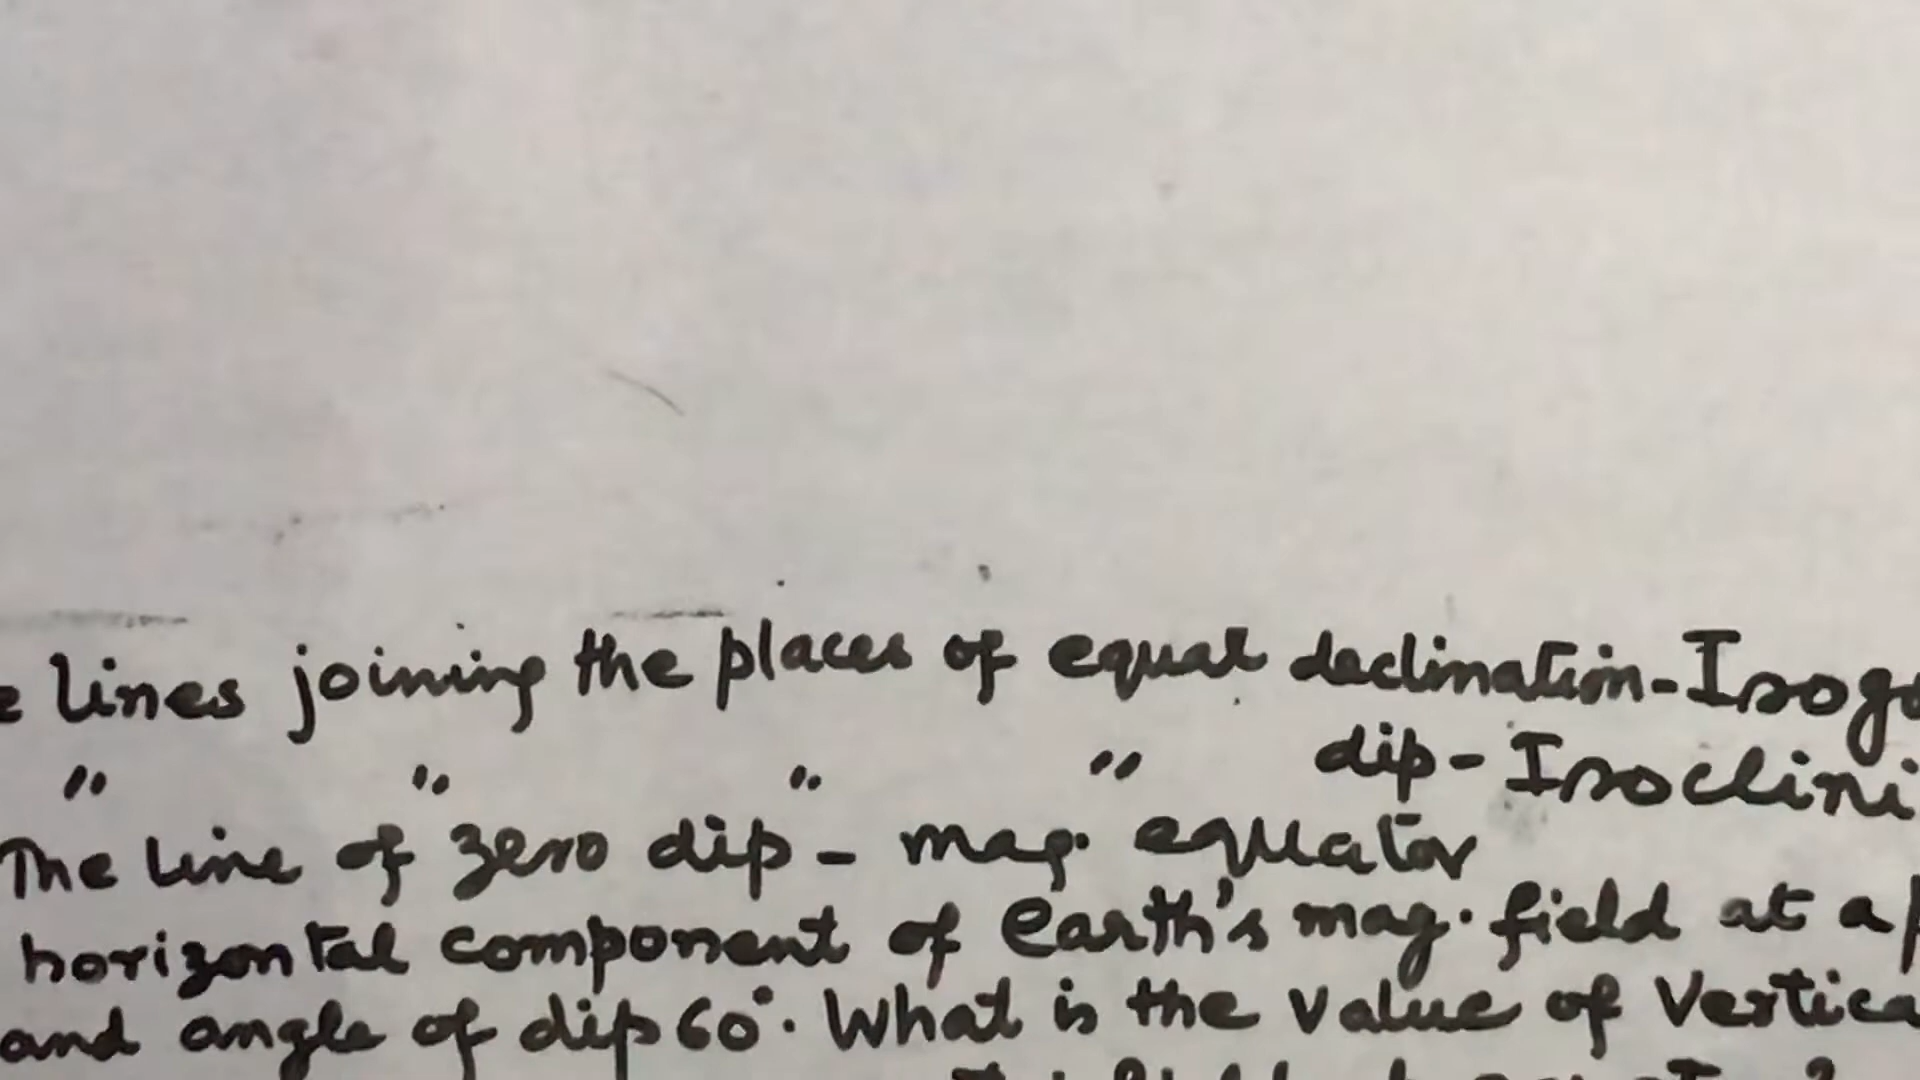 lines joining the places of equal declination - Isogo
" " " " dip - Isoclini
The line of zero dip - mag. equator
horizontal component of earth's mag. field at a p
and angle of dip 60°. What is the value of Vertica